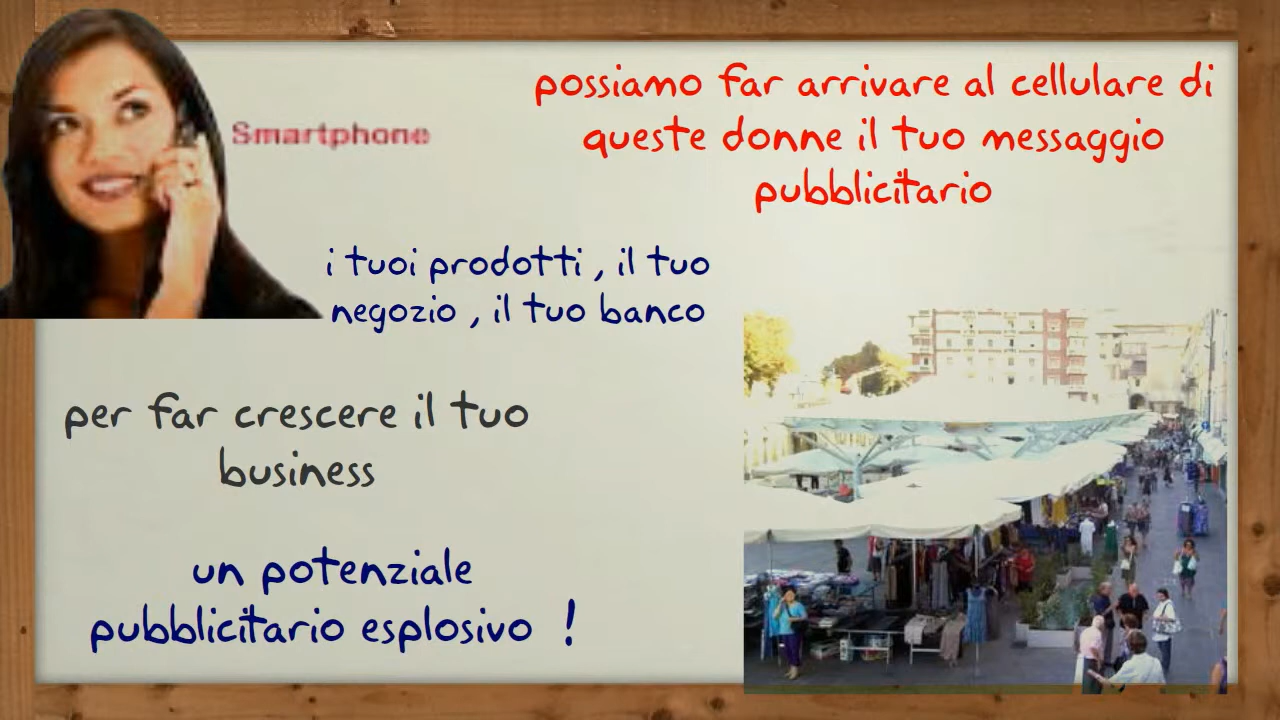 Smartphone
possiamo far arrivare al cellulare di
queste donne il tuo messaggio
pubblicitario
i tuoi prodotti , il tuo
negozio , il tuo banco
per far crescere il tuo
business
un potenziale
pubblicitario esplosivo !